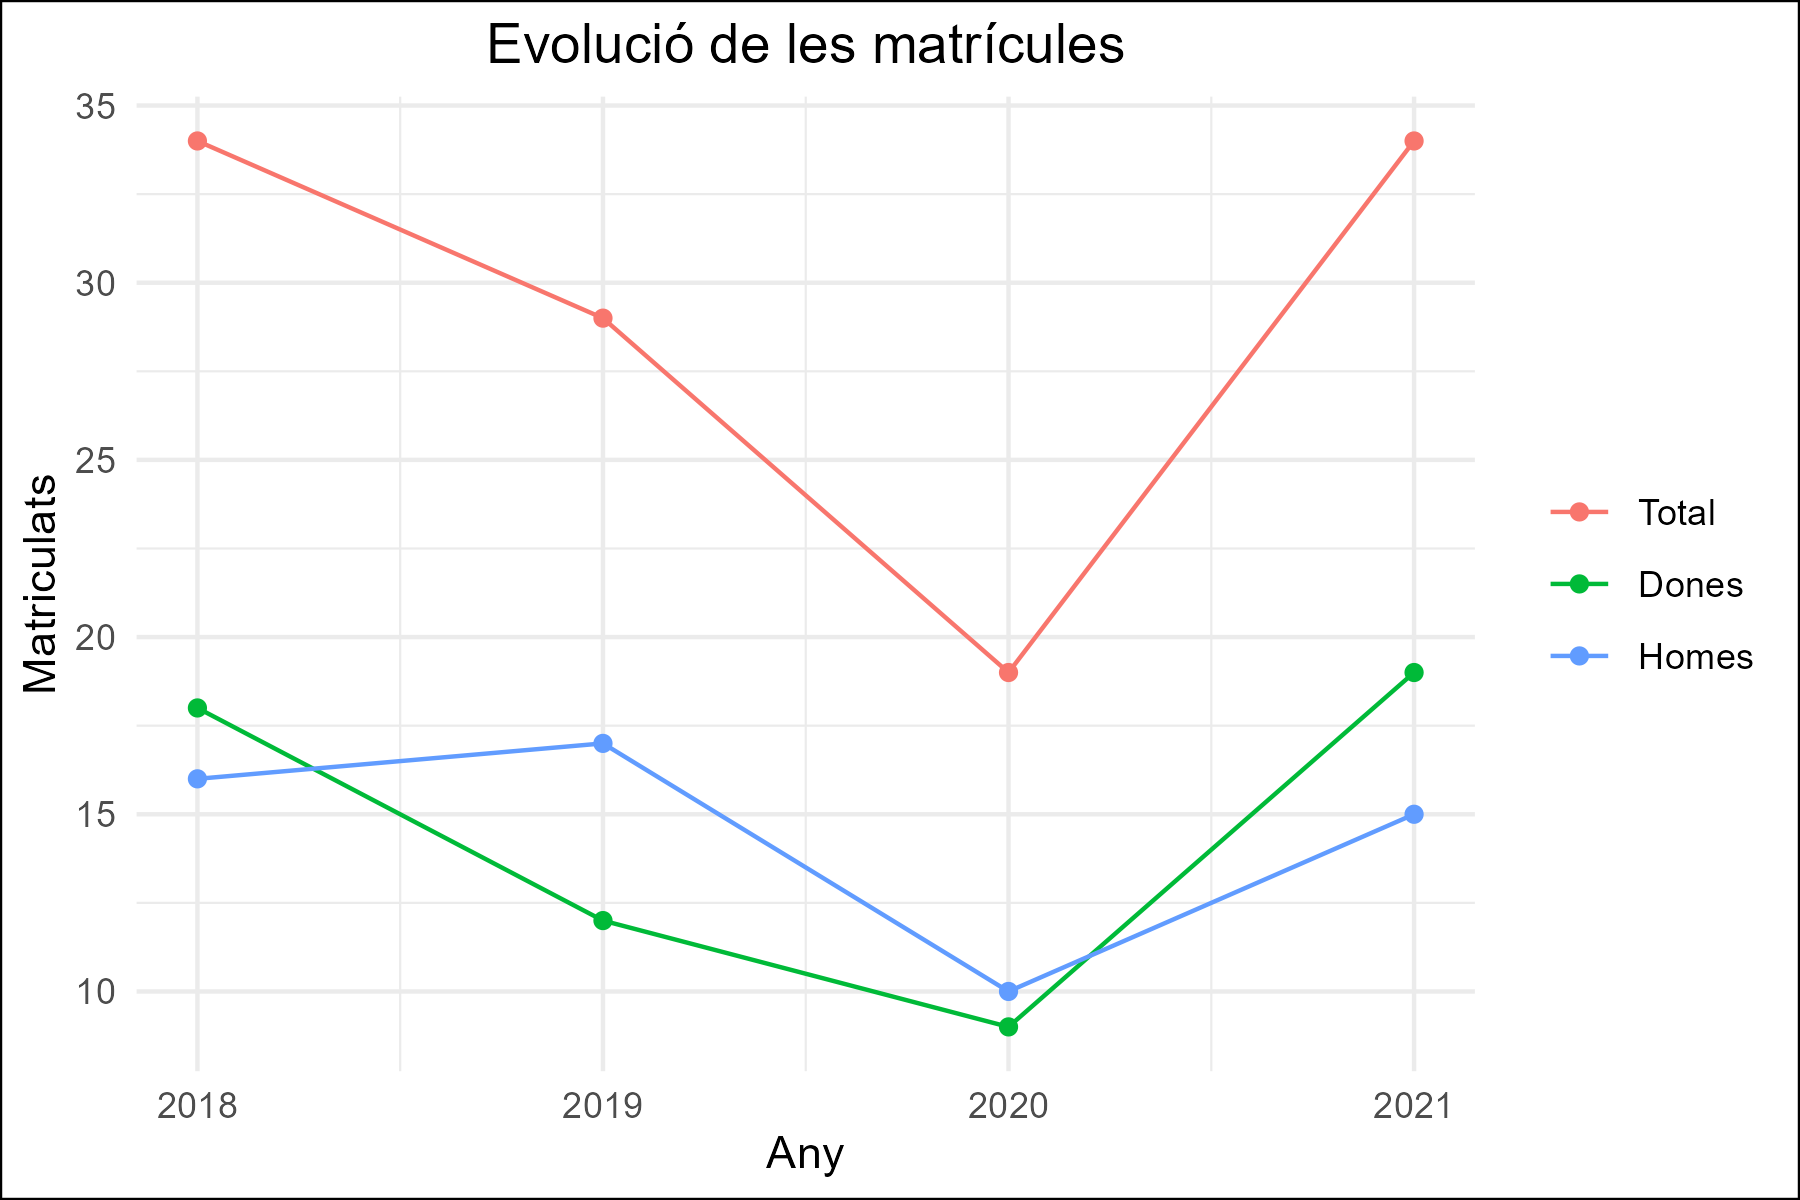 Evolució de les matrícules
35
30
25
20
15
10
Matriculats
2018
2019
2020
2021
Any
Total
Dones
Homes